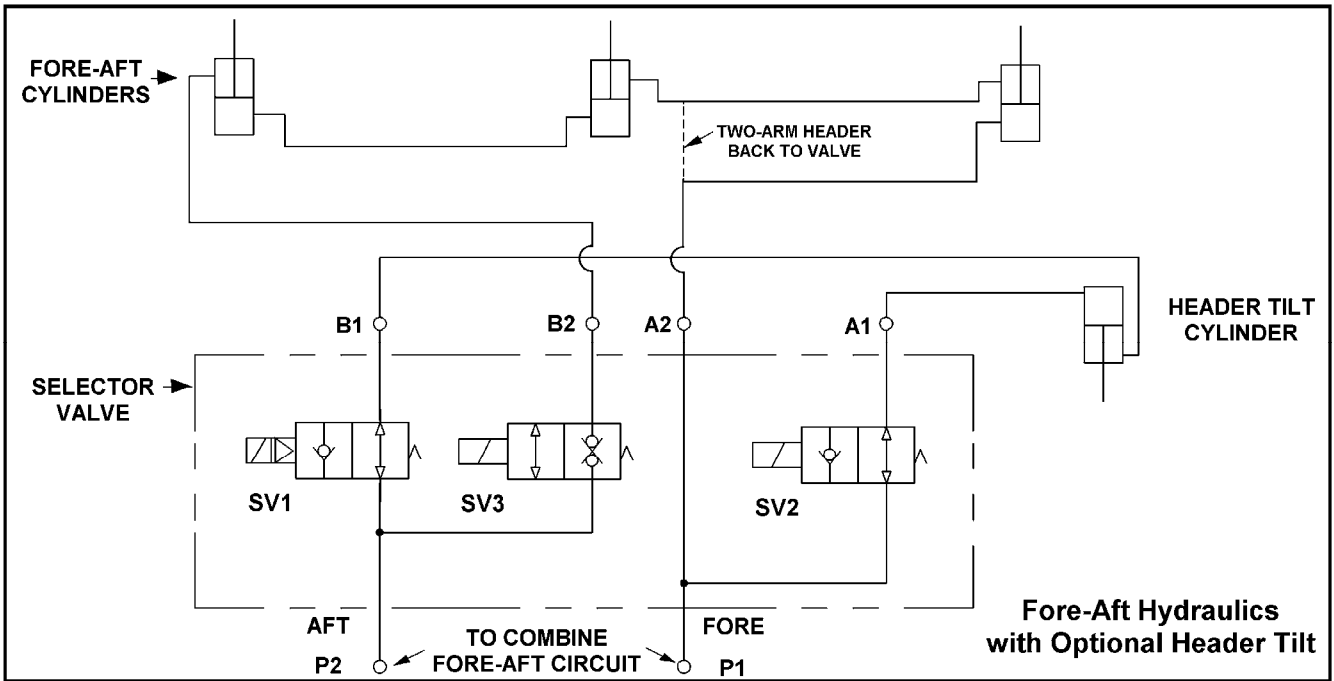 FORE-AFT
CYLINDERS
TWO-ARM HEADER
BACK TO VALVE
B1
B2
A2
A1
HEADER TILT
CYLINDER
SELECTOR
VALVE
SV1
SV3
SV2
AFT
FORE
TO COMBINE
FORE-AFT CIRCUIT
P2
P1
Fore-Aft Hydraulics
with Optional Header Tilt